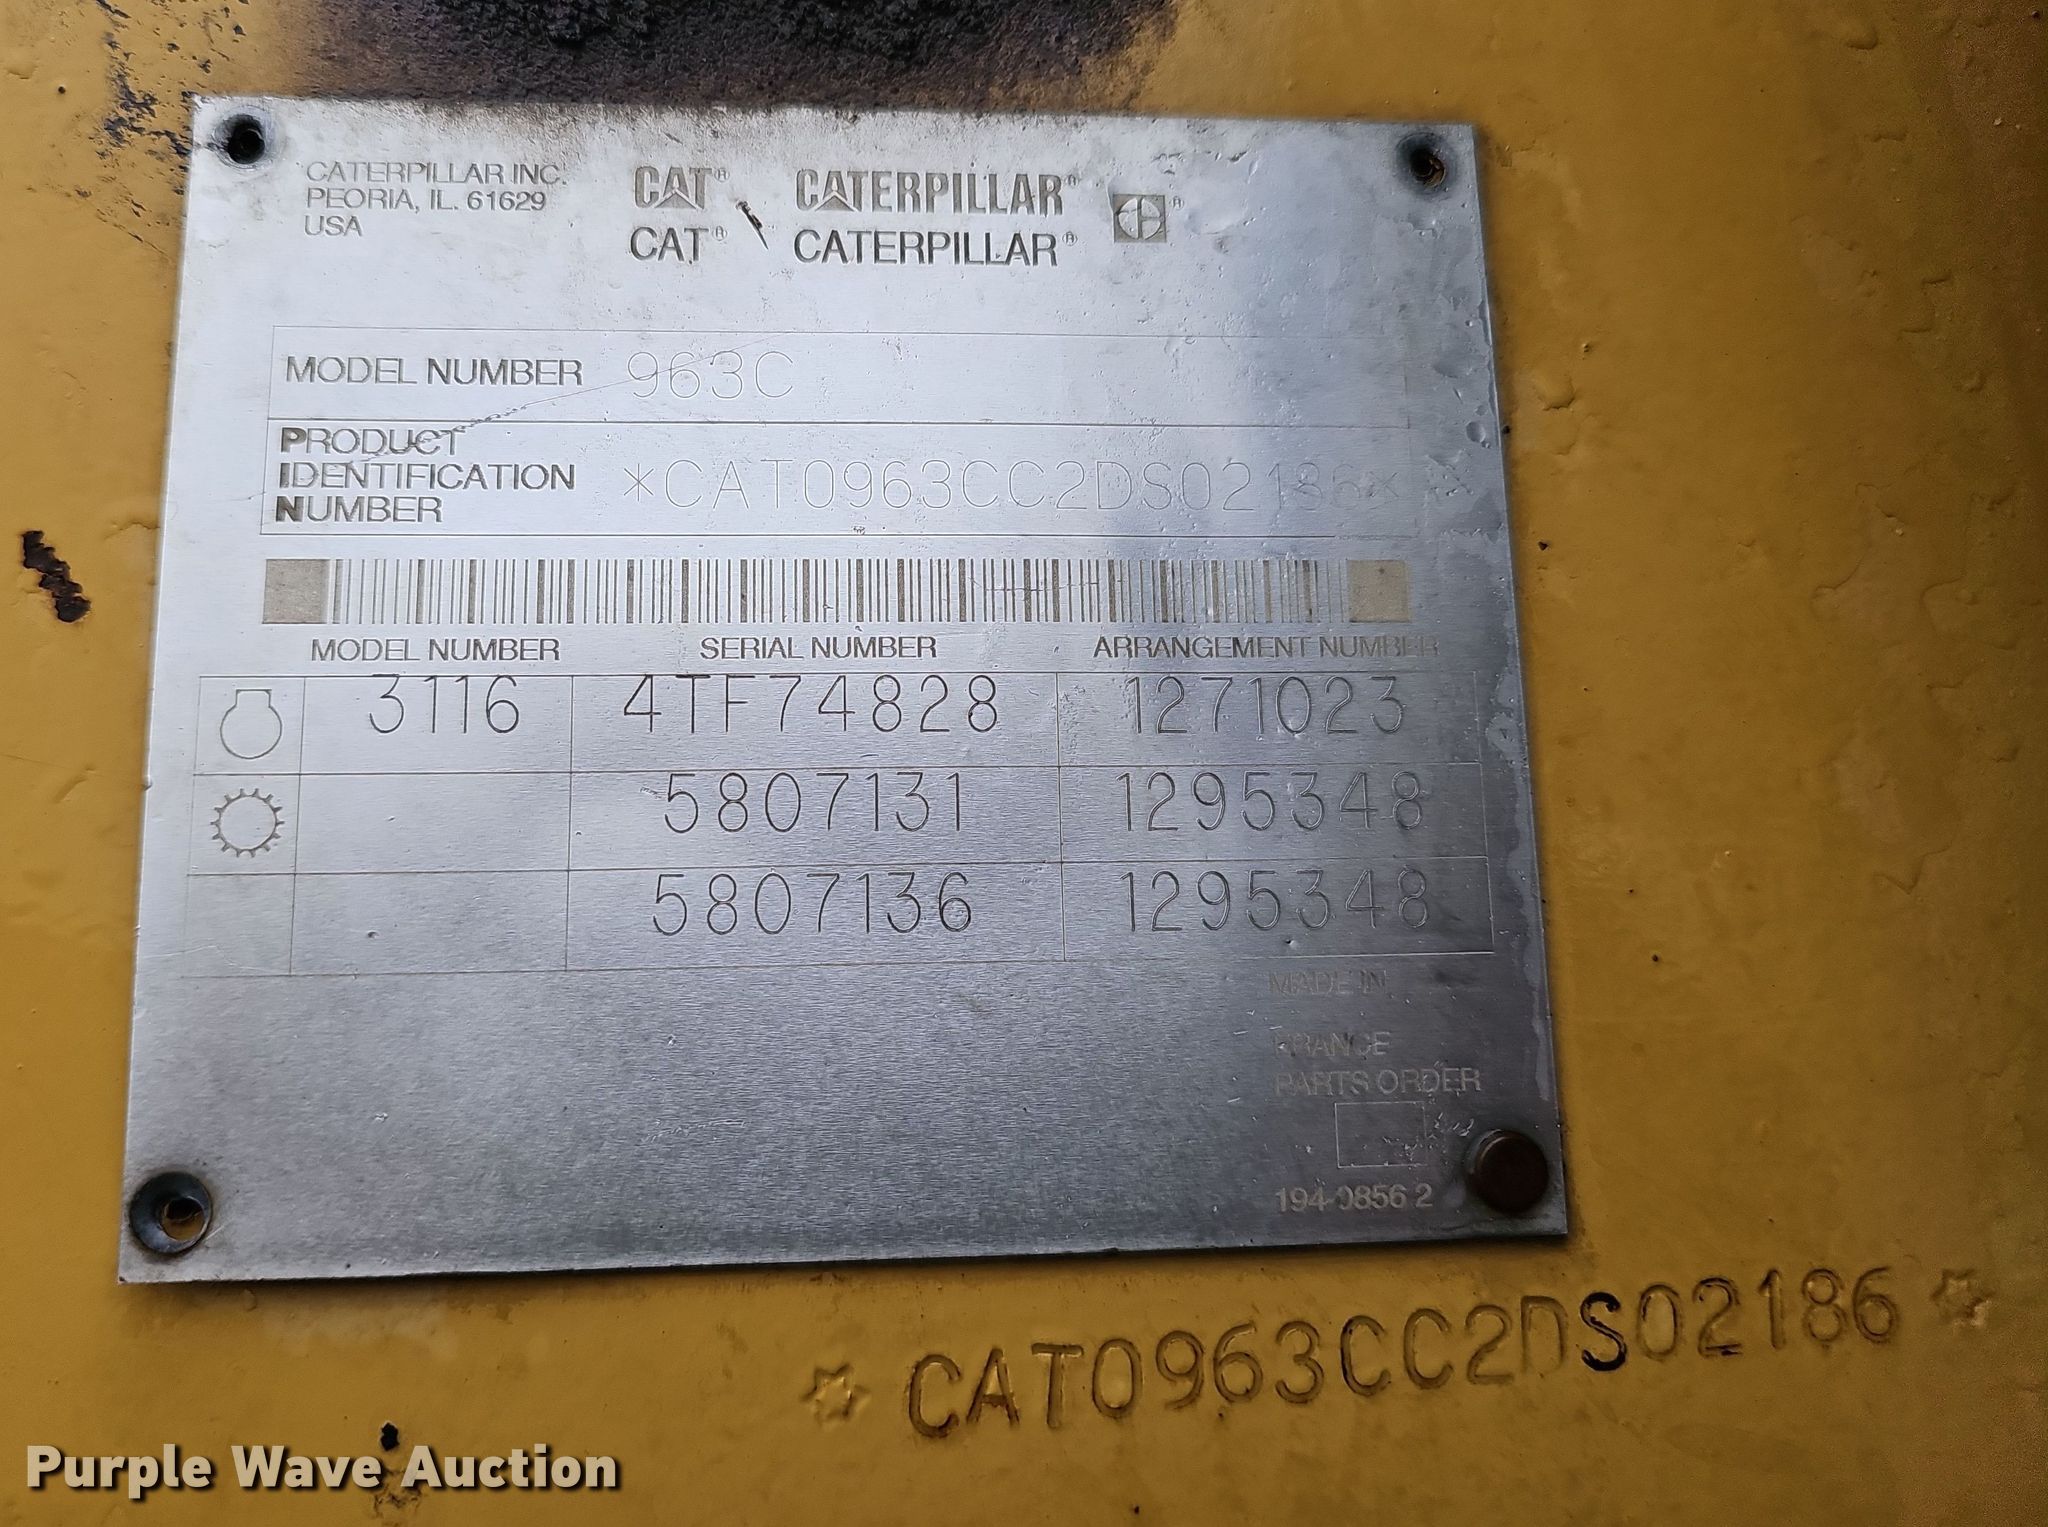 CATERPILLAR INC.
PEORIA, IL. 61629
USA
CAT® CATERPILLAR® ®
CAT® CATERPILLAR®
MODEL NUMBER 963C
PRODUCT
IDENTIFICATION
NUMBER
*CAT0963CC2DS02186*
MODEL NUMBER SERIAL NUMBER ARRANGEMENT NUMBER
3116 4TF74828 1271023
5807131 1295348
5807136 1295348
MADE IN
FRANCE
PARTS ORDER
194-0856 2
*CAT0963CC2DS02186*
Purple Wave Auction